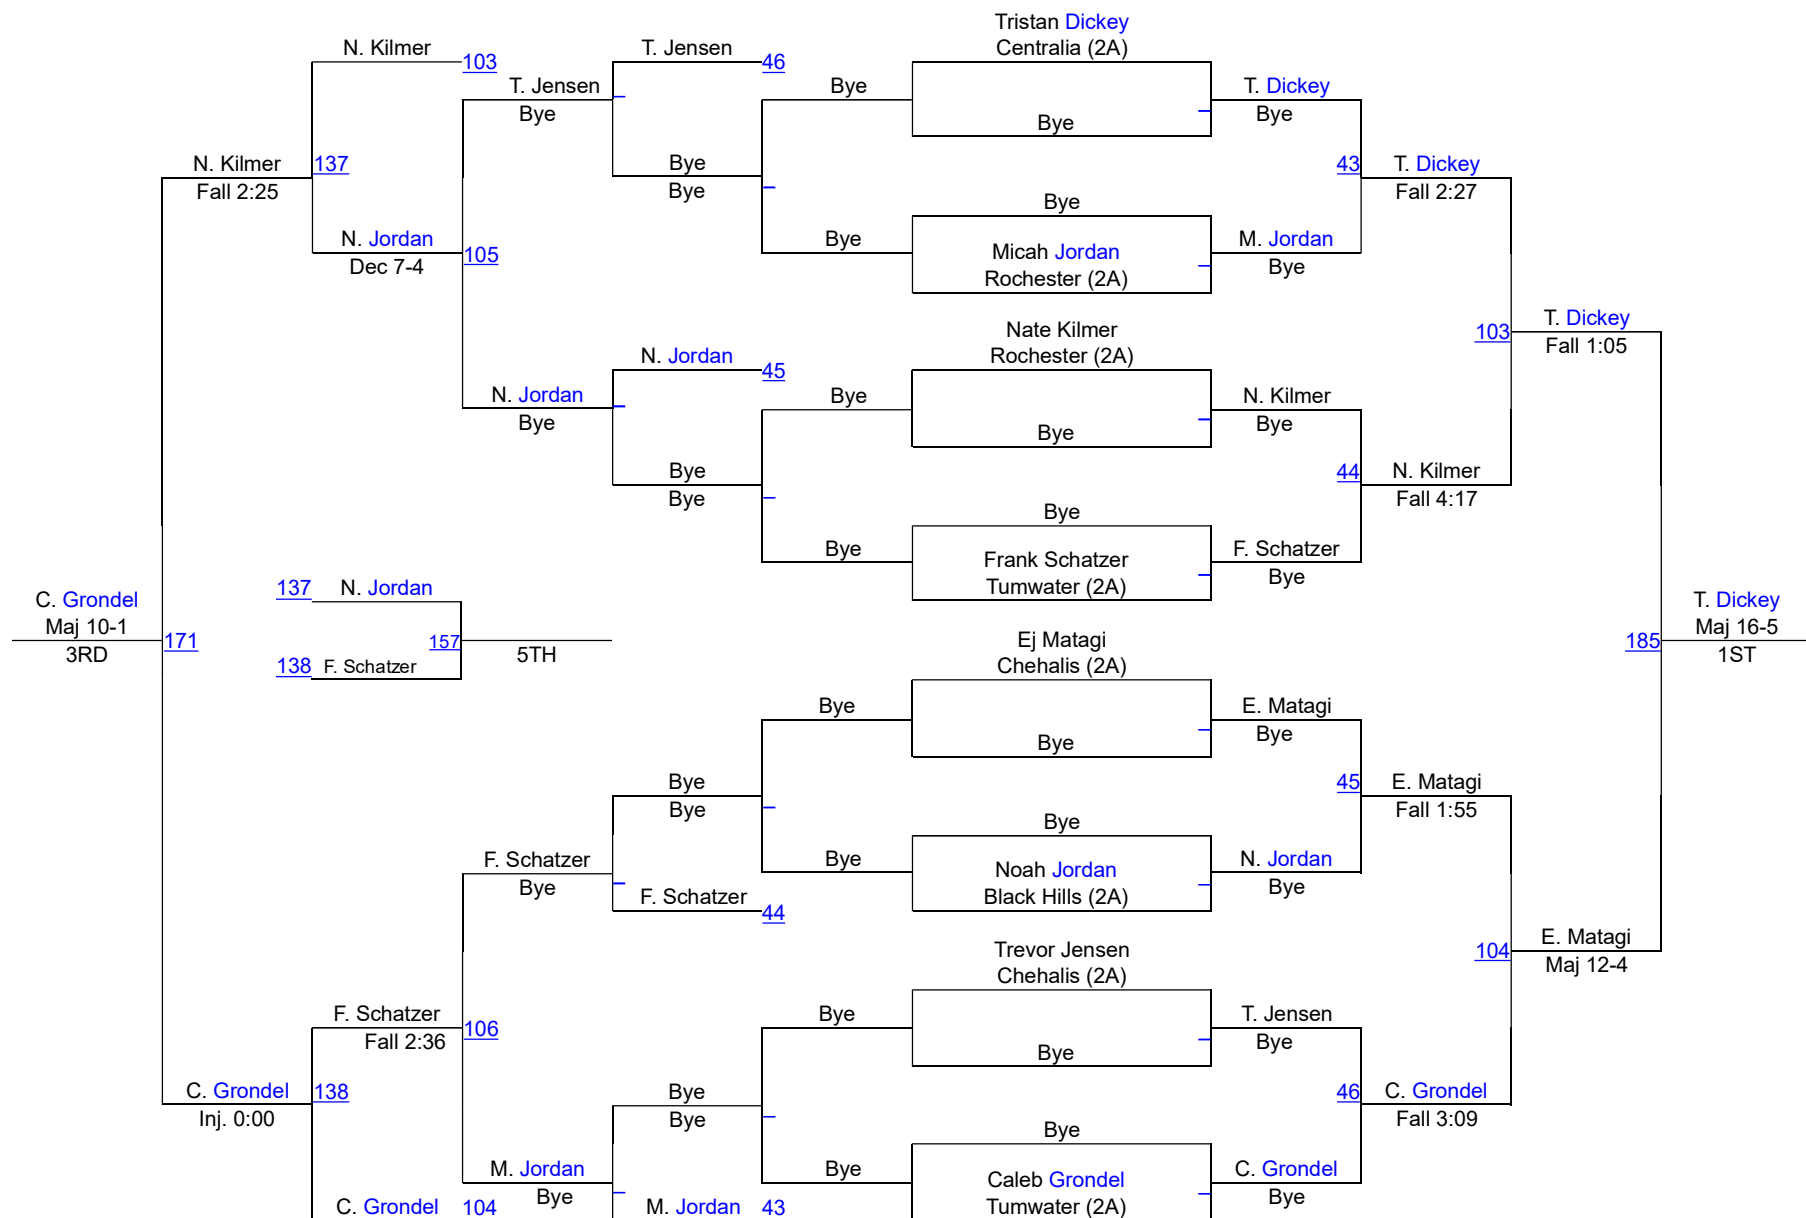 Tristan Dickey
N. Kilmer
T. Jensen
Centralia (2A)
103
46
T. Jensen
Bye
T. Dickey
Bye
Bye
Bye
N. Kilmer
137
Bye
43
T. Dickey
Fall 2:25
Bye
Fall 2:27
Bye
N. Jordan
Bye
Micah Jordan
M. Jordan
105
Dec 7-4
Rochester (2A)
Bye
Nate Kilmer
103
T. Dickey
N. Jordan
Rochester (2A)
Fall 1:05
45
N. Jordan
Bye
N. Kilmer
Bye
Bye
Bye
Bye
44
N. Kilmer
Bye
Fall 4:17
Bye
Bye
Frank Schatzer
F. Schatzer
Tumwater (2A)
Bye
137
N. Jordan
C. Grondel
T. Dickey
Maj 10-1
171
157
Ej Matagi
185
Maj 16-5
3RD
5TH
Chehalis (2A)
1ST
138
F. Schatzer
Bye
E. Matagi
Bye
Bye
Bye
45
E. Matagi
Bye
Fall 1:55
Bye
F. Schatzer
Bye
Noah Jordan
N. Jordan
Bye
Black Hills (2A)
Bye
F. Schatzer
44
Trevor Jensen
104
E. Matagi
Chehalis (2A)
Maj 12-4
F. Schatzer
106
Bye
T. Jensen
Fall 2:36
Bye
Bye
C. Grondel
138
Bye
46
C. Grondel
Inj. 0:00
Bye
Fall 3:09
Bye
M. Jordan
Bye
Caleb Grondel
C. Grondel
Bye
Tumwater (2A)
Bye
C. Grondel
104
M. Jordan
43